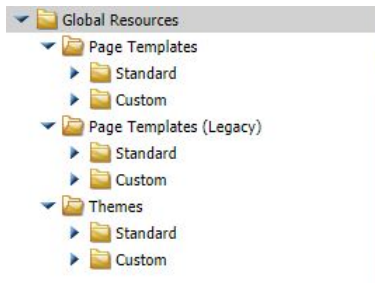 Global Resources
Page Templates
Standard
Custom
Page Templates (Legacy)
Standard
Custom
Themes
Standard
Custom